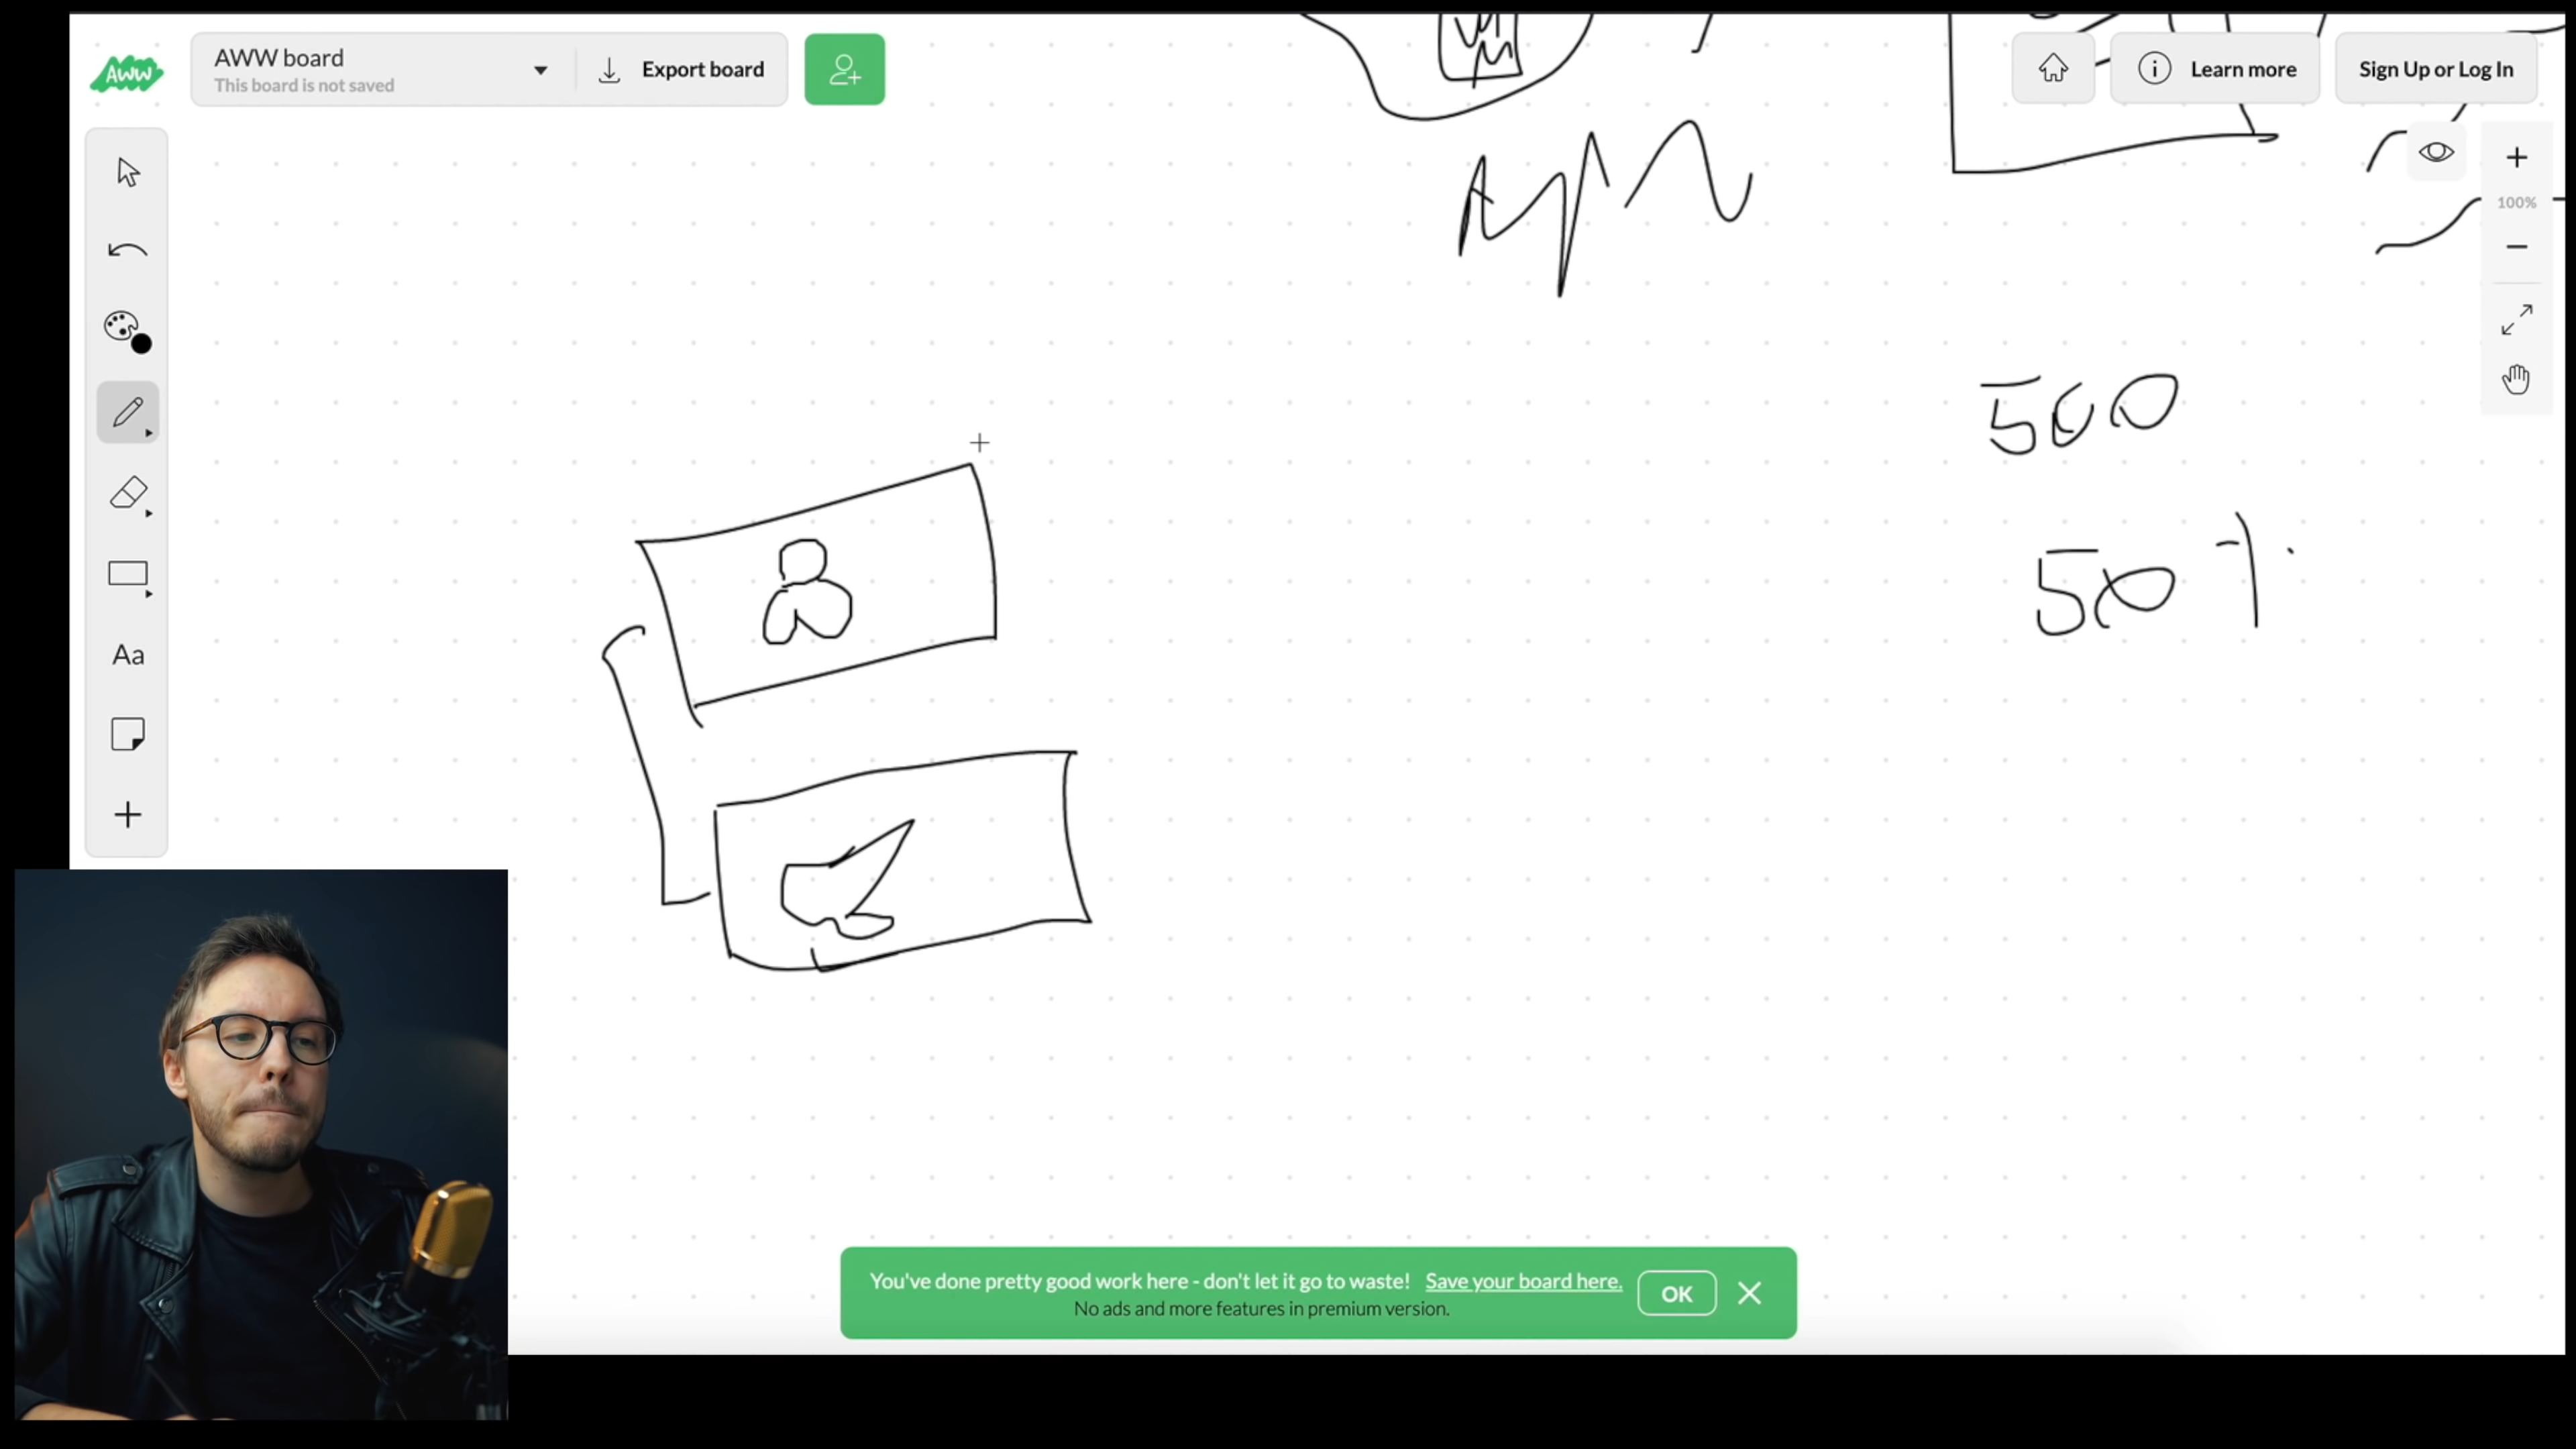 AWW
AWW board
This board is not saved
Export board
Learn more
Sign Up or Log In
100%
500
50
Aa
You've done pretty good work here - don't let it go to waste! Save your board here.
No ads and more features in premium version.
OK